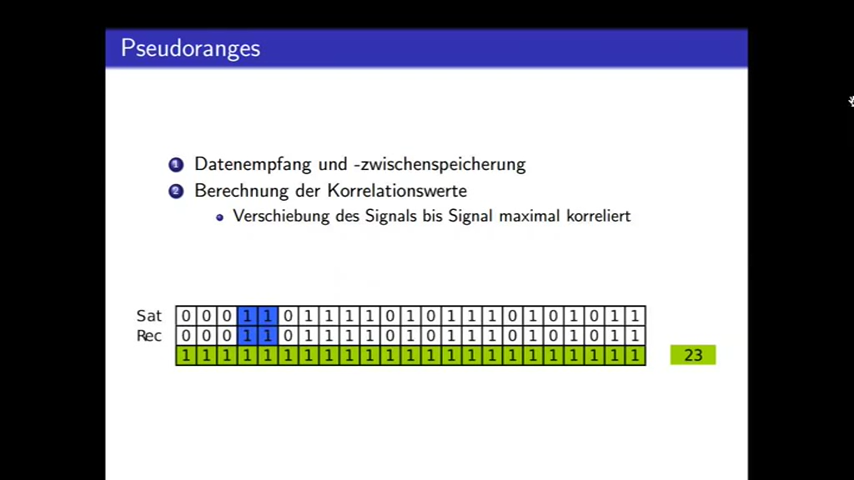 Pseudoranges
1 Datenempfang und -zwischenspeicherung
2 Berechnung der Korrelationswerte
Verschiebung des Signals bis Signal maximal korreliert
Sat 0 0 0 1 1 0 1 1 1 1 0 1 0 1 1 1 0 1 0 1 0 1 1
Rec 0 0 0 1 1 0 1 1 1 1 0 1 0 1 1 1 0 1 0 1 0 1 1
1 1 1 1 1 1 1 1 1 1 1 1 1 1 1 1 1 1 1 1 1 1 1 23